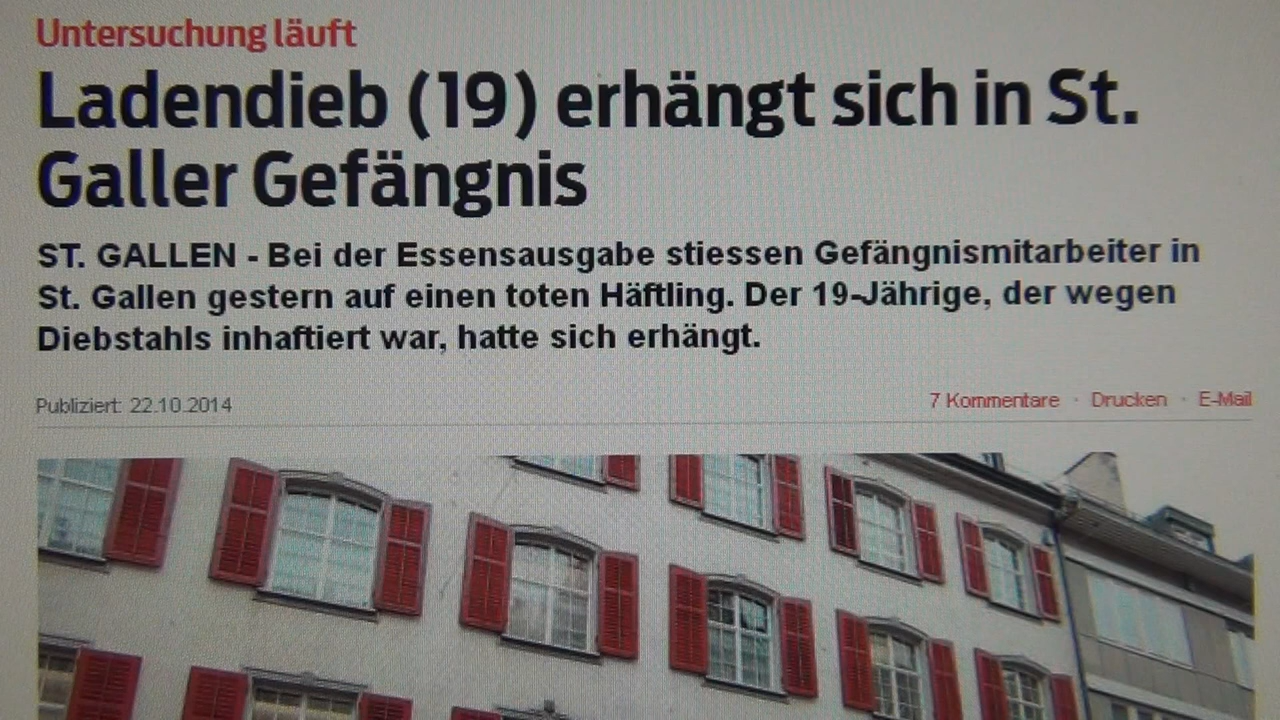 Untersuchung läuft
Ladendieb (19) erhängt sich in St.
Galler Gefängnis
ST. GALLEN - Bei der Essensausgabe stiessen Gefängnismitarbeiter in
St. Gallen gestern auf einen toten Häftling. Der 19-Jährige, der wegen
Diebstahls inhaftiert war, hatte sich erhängt.
Publiziert: 22.10.2014 7 Kommentare · Drucken · E-Mail